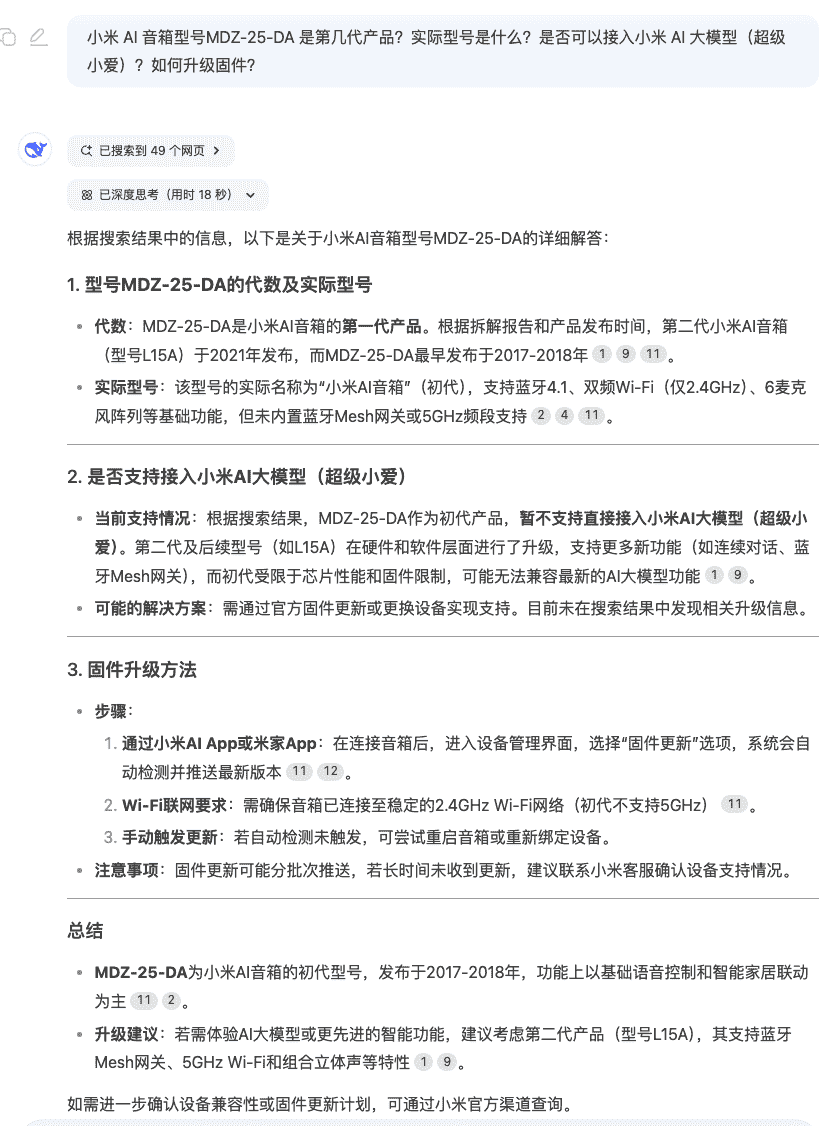 小米 AI 音箱型号MDZ-25-DA 是第几代产品？实际型号是什么？是否可以接入小米 AI 大模型（超级
小爱）？如何升级固件？
已搜索到 49 个网页
已深度思考（用时 18 秒）
根据搜索结果中的信息，以下是关于小米AI音箱型号MDZ-25-DA的详细解答：
1. 型号MDZ-25-DA的代数及实际型号
代数：MDZ-25-DA是小米AI音箱的第一代产品。根据拆解报告和产品发布时间，第二代小米AI音箱
（型号L15A）于2021年发布，而MDZ-25-DA最早发布于2017-2018年 1 9 11 。
实际型号：该型号的实际名称为“小米AI音箱”（初代），支持蓝牙4.1、双频Wi-Fi（仅2.4GHz）、6麦克
风阵列等基础功能，但未内置蓝牙Mesh网关或5GHz频段支持 2 4 11 。
2. 是否支持接入小米AI大模型（超级小爱）
当前支持情况：根据搜索结果，MDZ-25-DA作为初代产品，暂不支持直接接入小米AI大模型（超级小
爱）。第二代及后续型号（如L15A）在硬件和软件层面进行了升级，支持更多新功能（如连续对话、蓝
牙Mesh网关），而初代受限于芯片性能和固件限制，可能无法兼容最新的AI大模型功能 1 9 。
可能的解决方案：需通过官方固件更新或更换设备实现支持。目前未在搜索结果中发现相关升级信息。
3. 固件升级方法
步骤：
1. 通过小米AI App或米家App：在连接音箱后，进入设备管理界面，选择“固件更新”选项，系统会自
动检测并推送最新版本 11 12 。
2. Wi-Fi联网要求：需确保音箱已连接至稳定的2.4GHz Wi-Fi网络（初代不支持5GHz） 11 。
3. 手动触发更新：若自动检测未触发，可尝试重启音箱或重新绑定设备。
注意事项：固件更新可能分批次推送，若长时间未收到更新，建议联系小米客服确认设备支持情况。
总结
MDZ-25-DA为小米AI音箱的初代型号，发布于2017-2018年，功能上以基础语音控制和智能家居联动
为主 11 2 。
升级建议：若需体验AI大模型或更先进的智能功能，建议考虑第二代产品（型号L15A），其支持蓝牙
Mesh网关、5GHz Wi-Fi和组合立体声等特性 1 9 。
如需进一步确认设备兼容性或固件更新计划，可通过小米官方渠道查询。